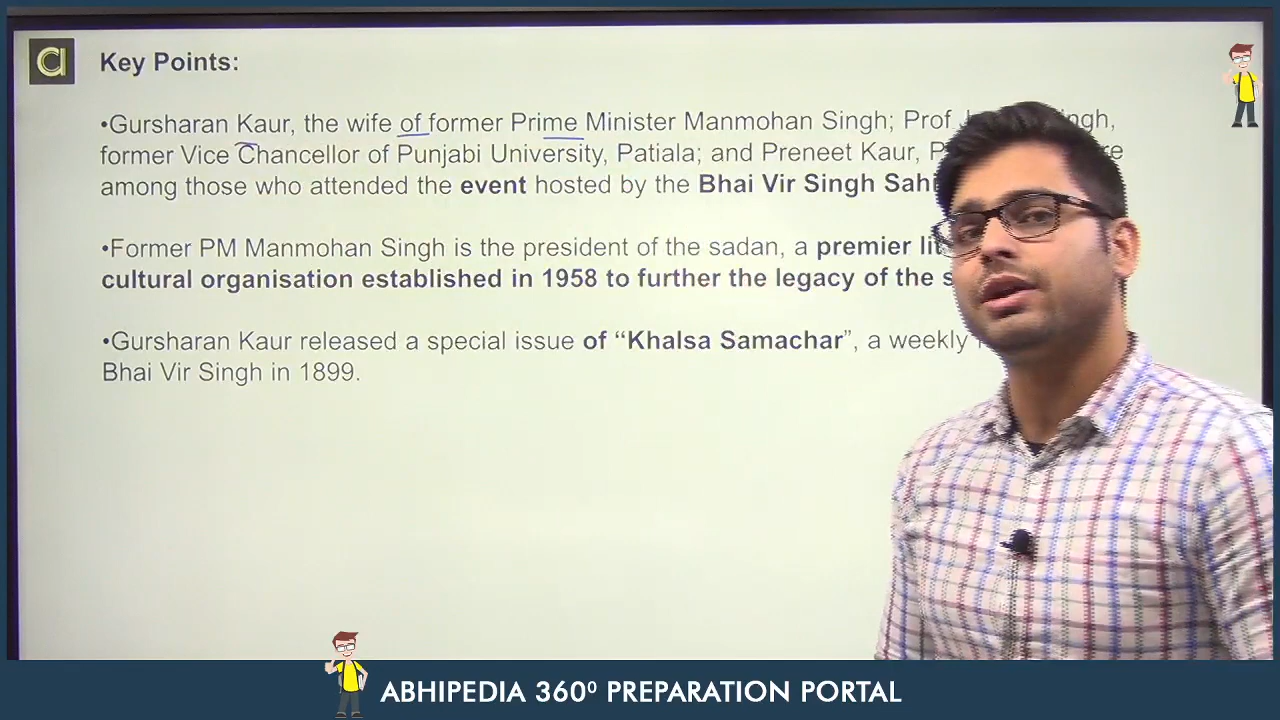 Key Points:
•Gursharan Kaur, the wife of former Prime Minister Manmohan Singh; Prof
former Vice Chancellor of Punjabi University, Patiala; and Preneet Kaur,
among those who attended the event hosted by the Bhai Vir Singh
•Former PM Manmohan Singh is the president of the sadan, a premier
cultural organisation established in 1958 to further the legacy of the
•Gursharan Kaur released a special issue of “Khalsa Samachar”, a weekly
Bhai Vir Singh in 1899.
ABHIPEDIA 360⁰ PREPARATION PORTAL